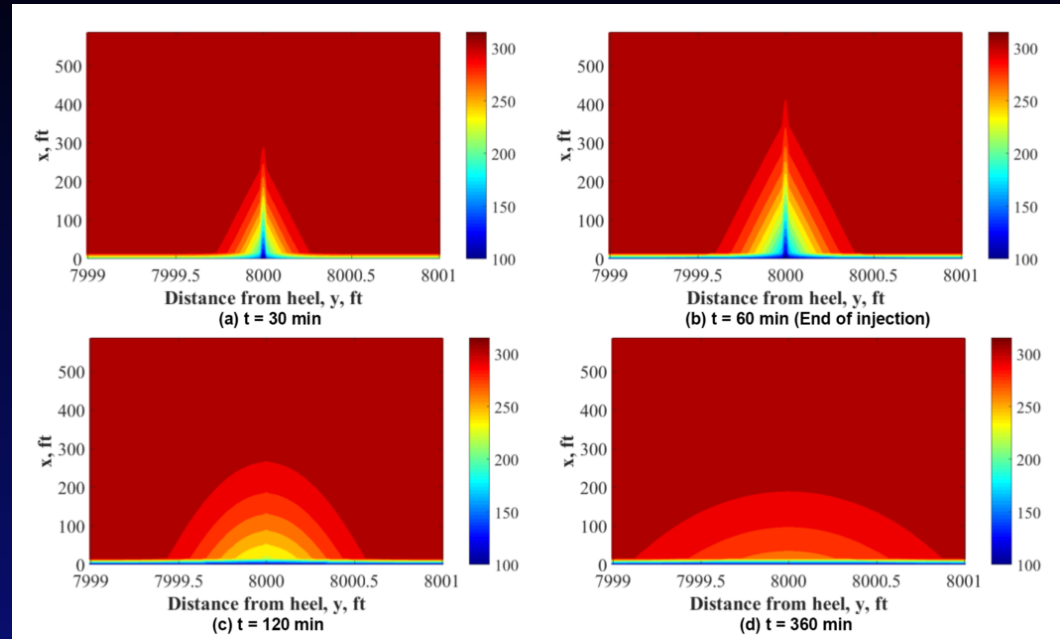 500
400
300
200
100
0
x, ft
7999 7999.5 8000 8000.5 8001
Distance from heel, y, ft
(a) t = 30 min
300
250
200
150
100
500
400
300
200
100
0
x, ft
7999 7999.5 8000 8000.5 8001
Distance from heel, y, ft
(b) t = 60 min (End of injection)
300
250
200
150
100
500
400
300
200
100
0
x, ft
7999 7999.5 8000 8000.5 8001
Distance from heel, y, ft
(c) t = 120 min
300
250
200
150
100
500
400
300
200
100
0
x, ft
7999 7999.5 8000 8000.5 8001
Distance from heel, y, ft
(d) t = 360 min
300
250
200
150
100